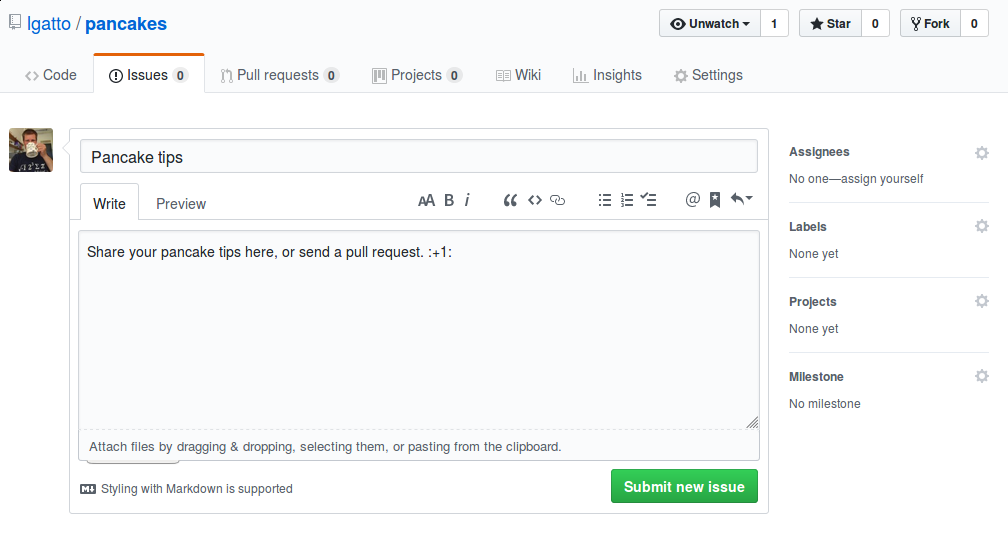 lgatto / pancakes
Unwatch 1 Star 0 Fork 0
Code Issues 0 Pull requests 0 Projects 0 Wiki Insights Settings
Pancake tips
Write Preview AA B i @
Share your pancake tips here, or send a pull request. :+1:
Attach files by dragging & dropping, selecting them, or pasting from the clipboard.
Styling with Markdown is supported
Submit new issue
Assignees
No one—assign yourself
Labels
None yet
Projects
None yet
Milestone
No milestone